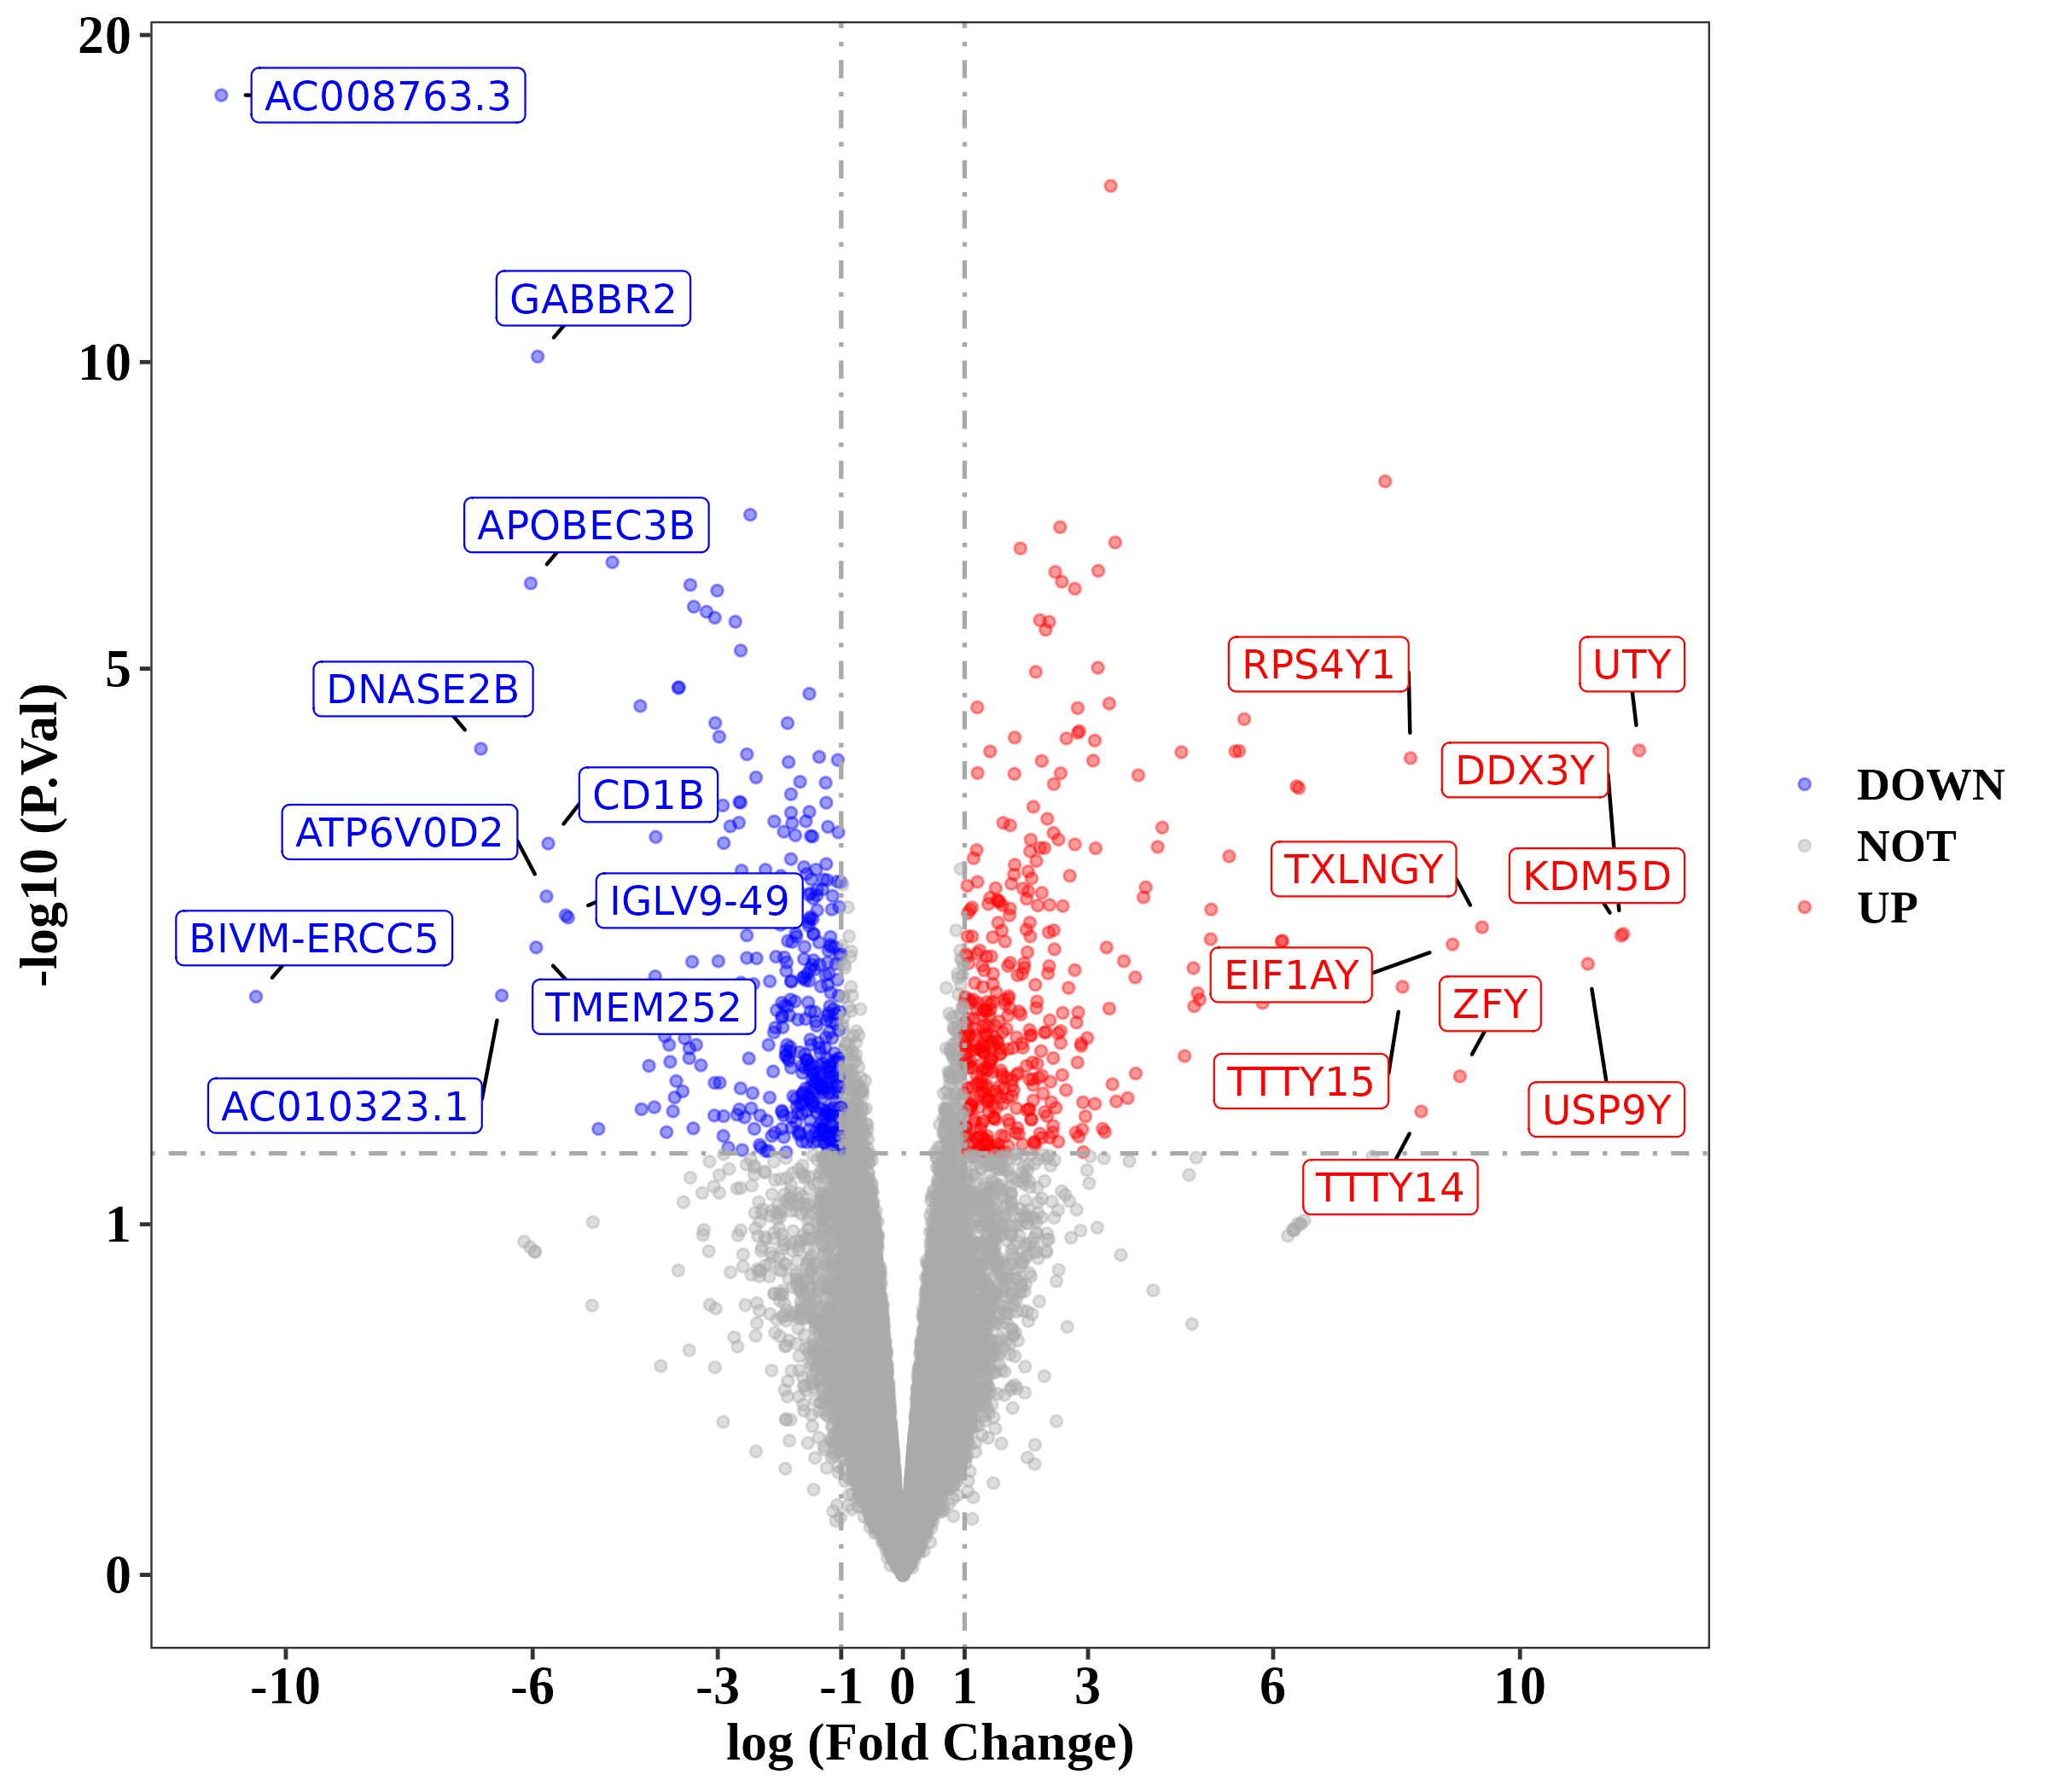 20
AC008763.3
GABBR2
10
APOBEC3B
5
RPS4Y1
UTY
DNASE2B
DDX3Y
CD1B
DOWN
ATP6V0D2
NOT
TXLNGY
KDM5D
IGLV9-49
UP
-log10 (P.Val)
BIVM-ERCC5
EIF1AY
TMEM252
ZFY
TTTY15
AC010323.1
USP9Y
TTTY14
1
0
-10 -6 -3 -1 0 1 3 6 10
log (Fold Change)